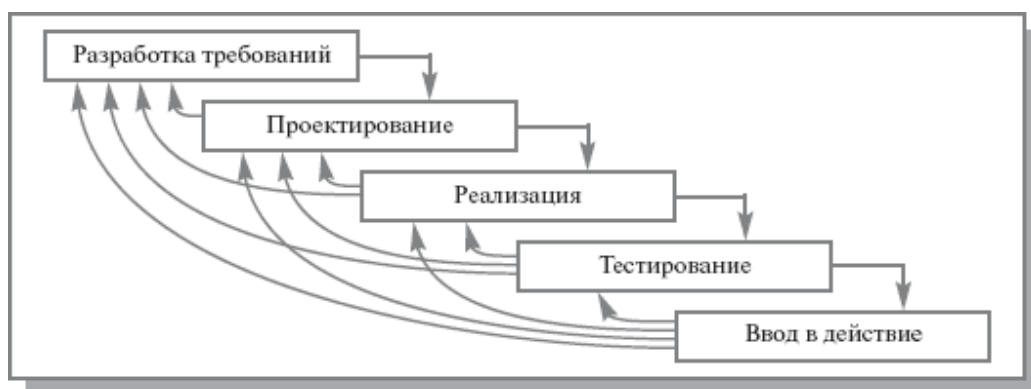 Разработка требований
Проектирование
Реализация
Тестирование
Ввод в действие